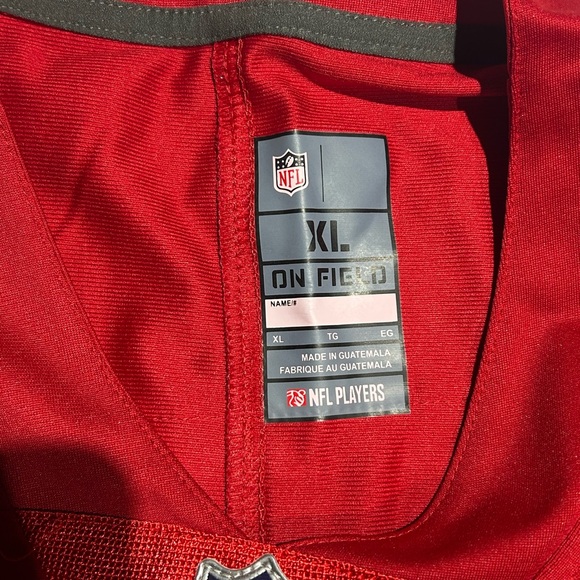 NFL
XL
ON FIELD
NAME/#
XL TG EG
MADE IN GUATEMALA
FABRIQUE AU GUATEMALA
NFL PLAYERS